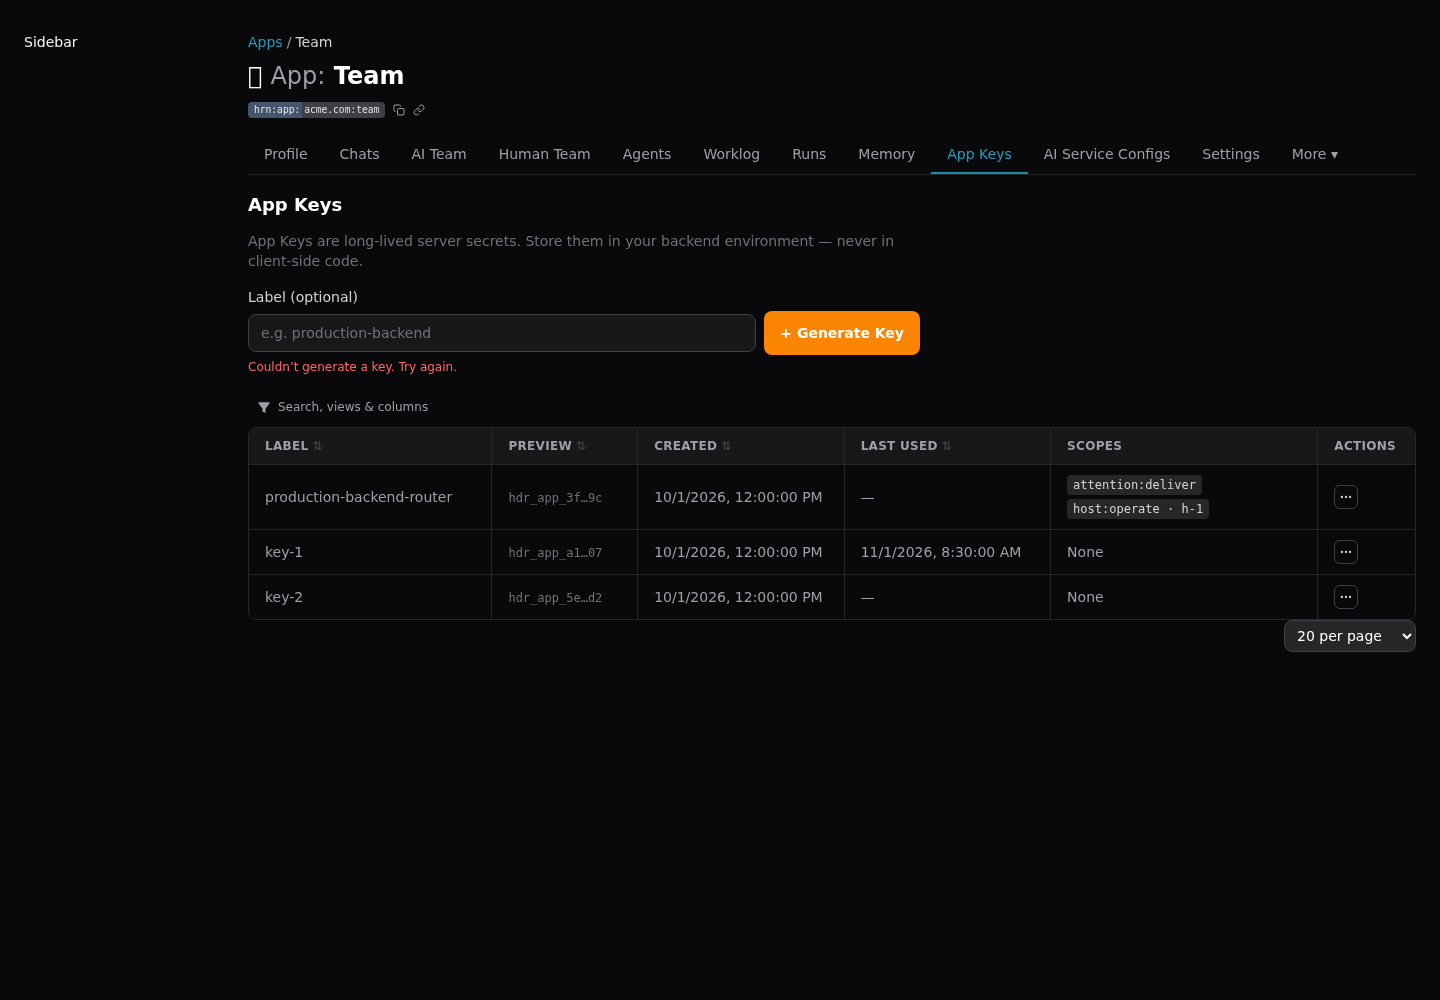 Sidebar
Apps / Team
App: Team
hrn:app: acme.com:team
Profile Chats AI Team Human Team Agents Worklog Runs Memory App Keys AI Service Configs Settings More ▾
App Keys
App Keys are long-lived server secrets. Store them in your backend environment — never in
client-side code.
Label (optional)
e.g. production-backend
+ Generate Key
Couldn’t generate a key. Try again.
Search, views & columns
LABEL ⇅ PREVIEW ⇅ CREATED ⇅ LAST USED ⇅ SCOPES ACTIONS
production-backend-router hdr_app_3f…9c 10/1/2026, 12:00:00 PM — attention:deliver
host:operate · h-1
key-1 hdr_app_a1…07 10/1/2026, 12:00:00 PM 11/1/2026, 8:30:00 AM None
key-2 hdr_app_5e…d2 10/1/2026, 12:00:00 PM — None
20 per page